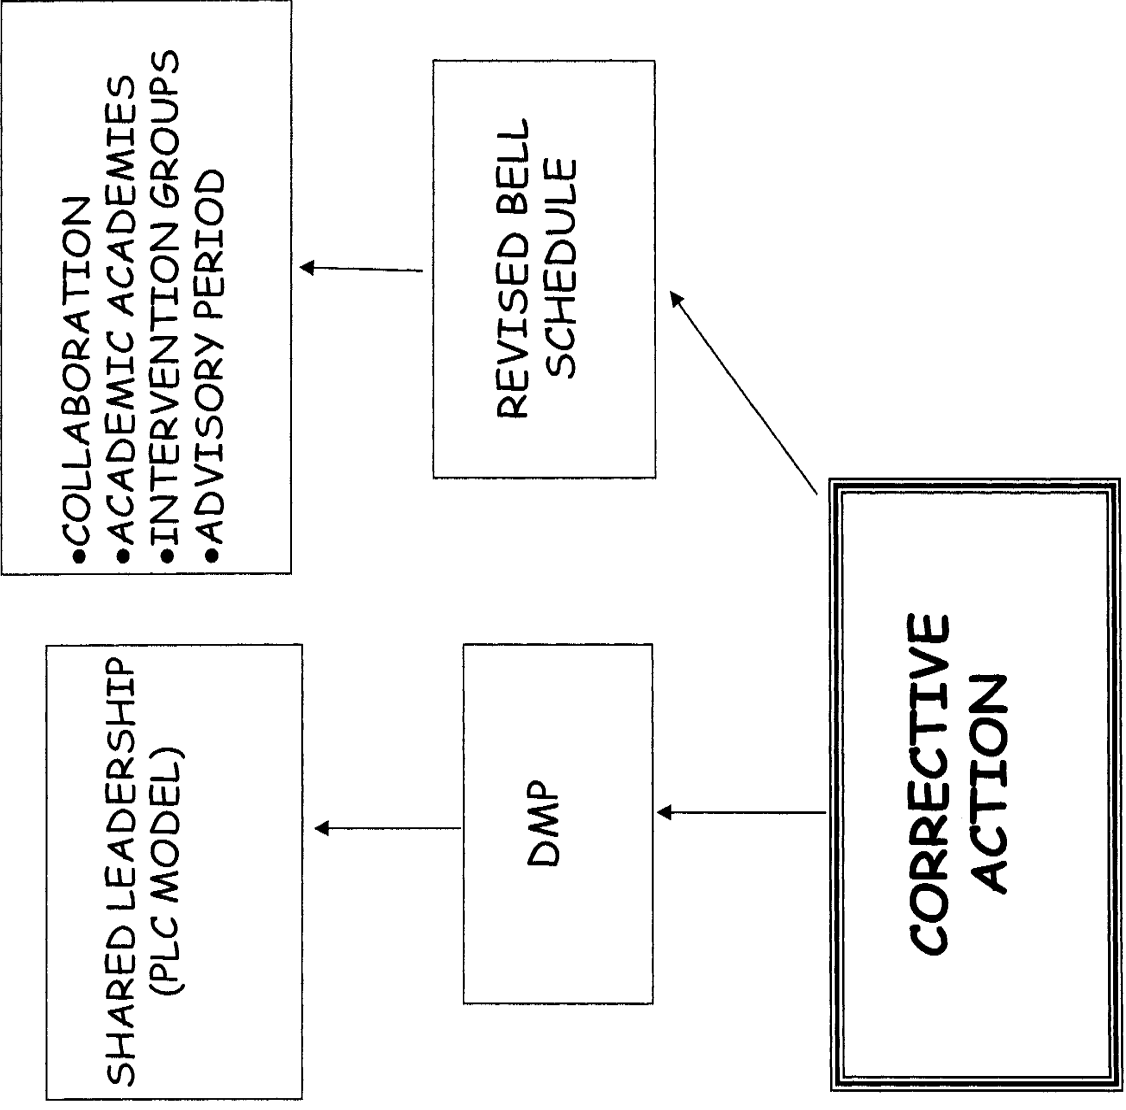 •COLLABORATION
•ACADEMIC ACADEMIES
•INTERVENTION GROUPS
•ADVISORY PERIOD
SHARED LEADERSHIP
(PLC MODEL)
REVISED BELL
SCHEDULE
DMP
CORRECTIVE
ACTION